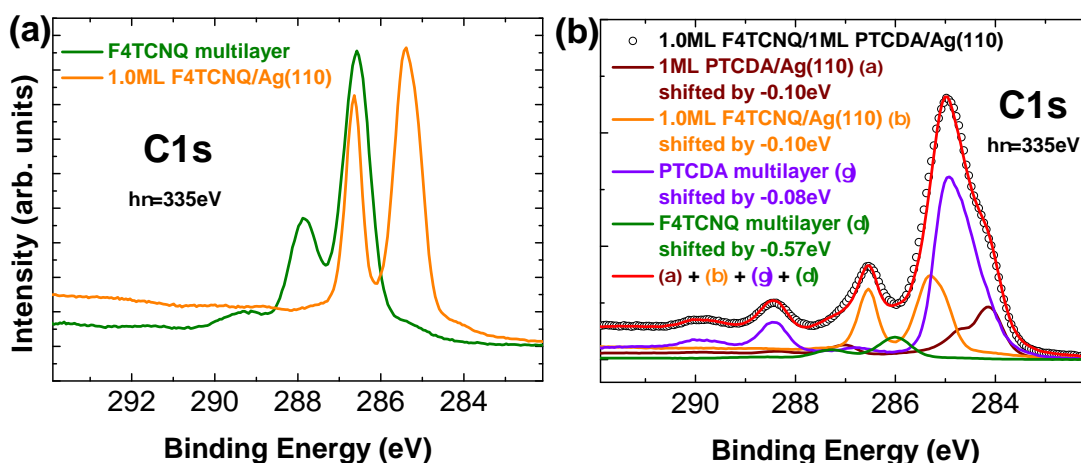 (a)
F4TCNQ multilayer
1.0ML F4TCNQ/Ag(110)
C1s
hn=335eV
Intensity (arb. units)
292 290 288 286 284
Binding Energy (eV)
(b)
1.0ML F4TCNQ/1ML PTCDA/Ag(110)
1ML PTCDA/Ag(110) (a)
shifted by -0.10eV
1.0ML F4TCNQ/Ag(110) (b)
shifted by -0.10eV
PTCDA multilayer (g)
shifted by -0.08eV
F4TCNQ multilayer (d)
shifted by -0.57eV
(a) + (b) + (g) + (d)
C1s
hn=335eV
290 288 286 284
Binding Energy (eV)